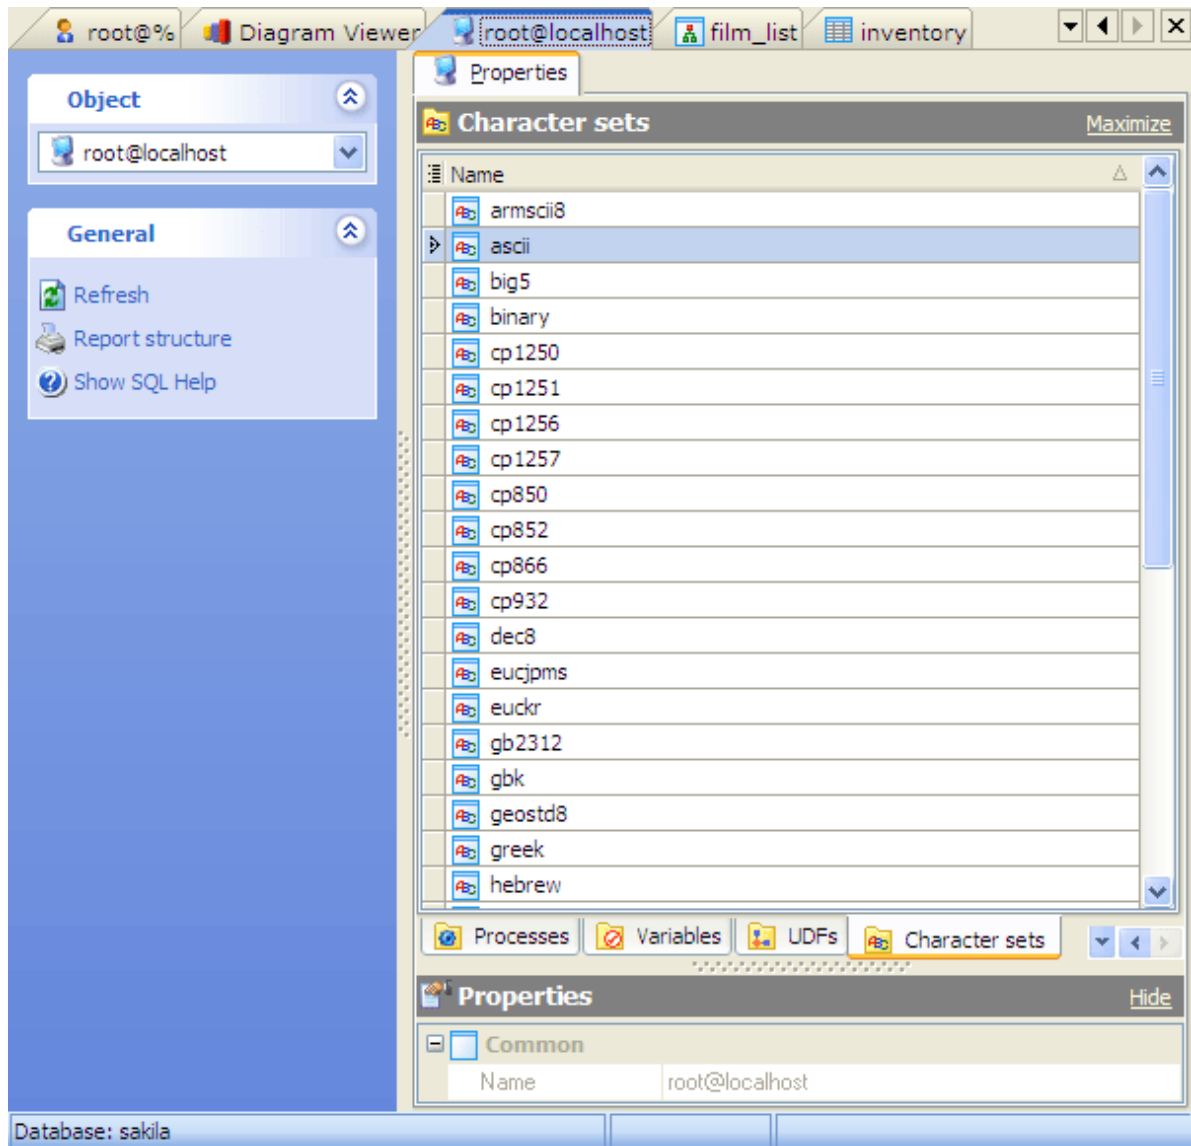 root@% Diagram Viewer root@localhost film_list inventory
Properties
Object
root@localhost
General
Refresh
Report structure
Show SQL Help
Character sets Maximize
Name
armscii8
ascii
big5
binary
cp1250
cp1251
cp1256
cp1257
cp850
cp852
cp866
cp932
dec8
eucjpms
euckr
gb2312
gbk
geostd8
greek
hebrew
Processes Variables UDFs Character sets
Properties Hide
Common
Name root@localhost
Database: sakila